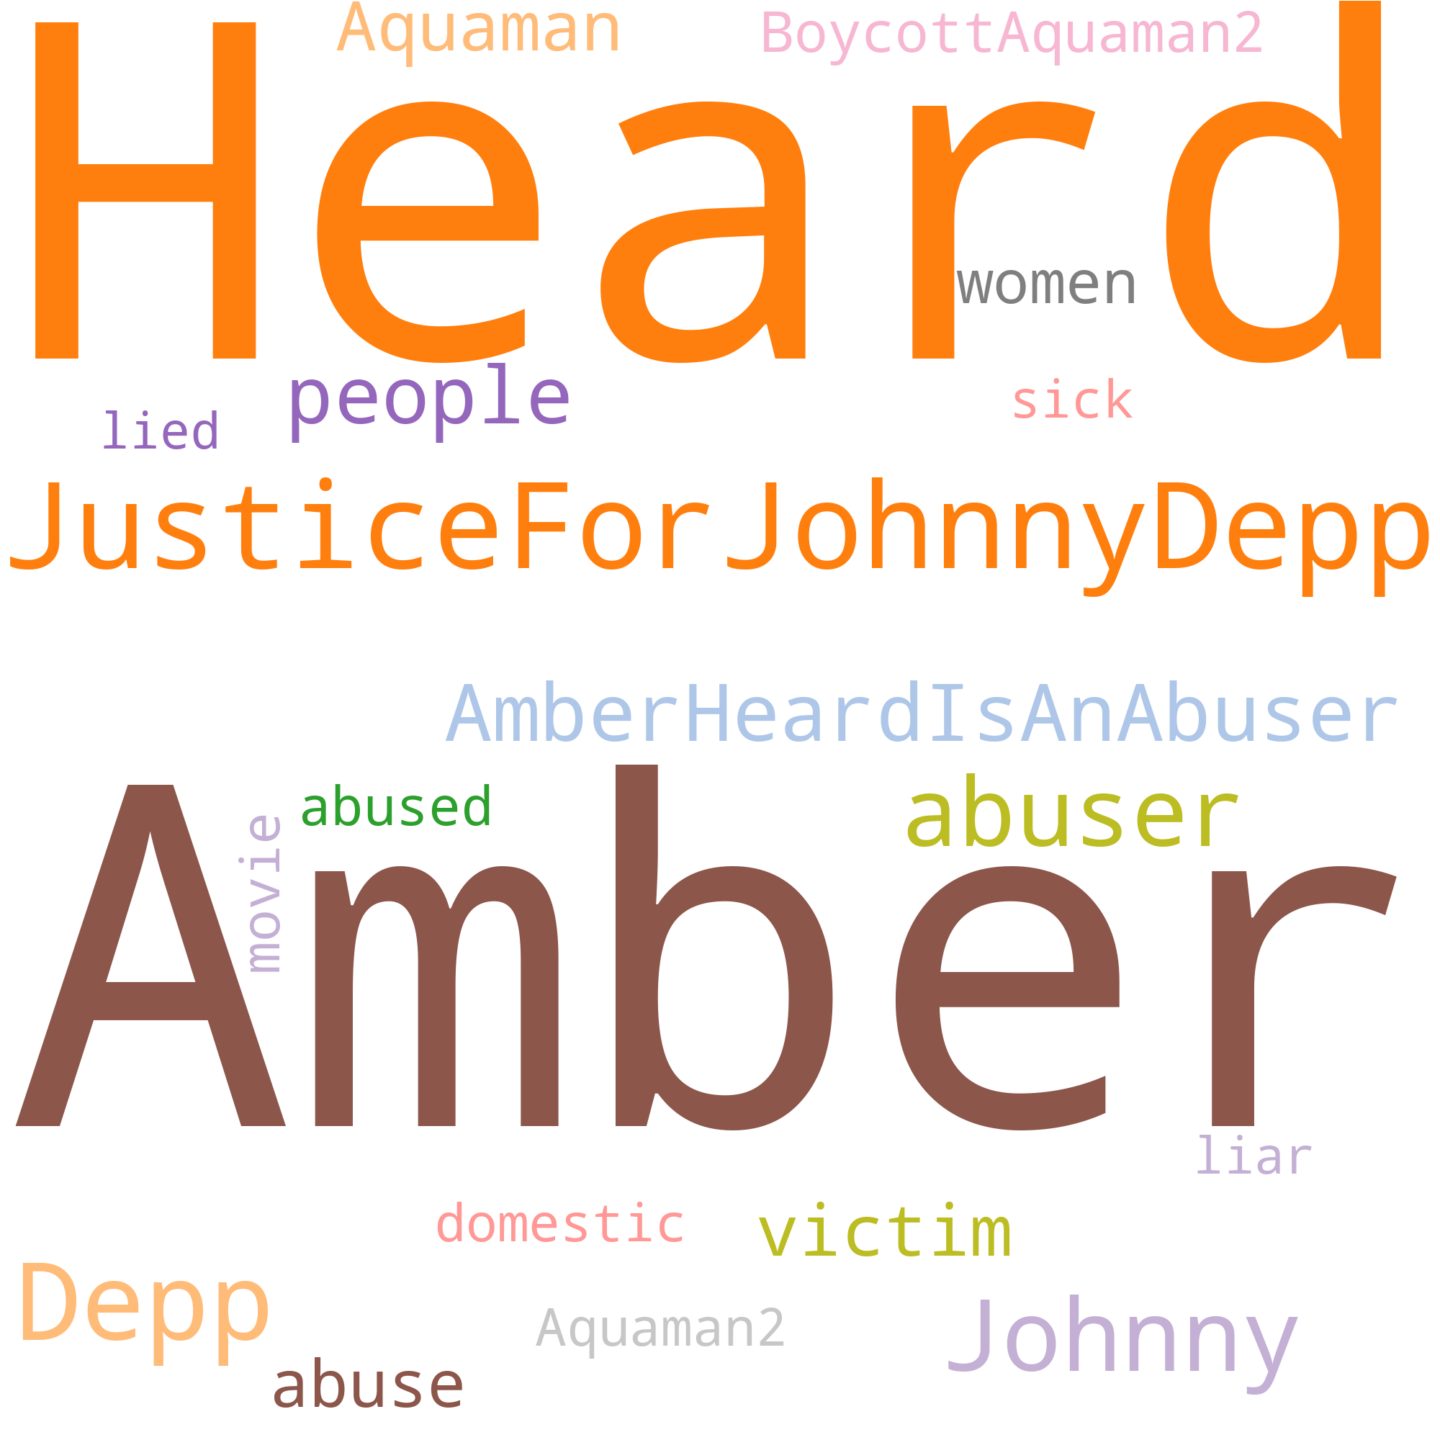 Aquaman
BoycottAquaman2
Heard
women
people
sick
lied
JusticeForJohnnyDepp
AmberHeardIsAnAbuser
abused
abuser
movie
Amber
liar
domestic
victim
Depp
Aquaman2
Johnny
abuse